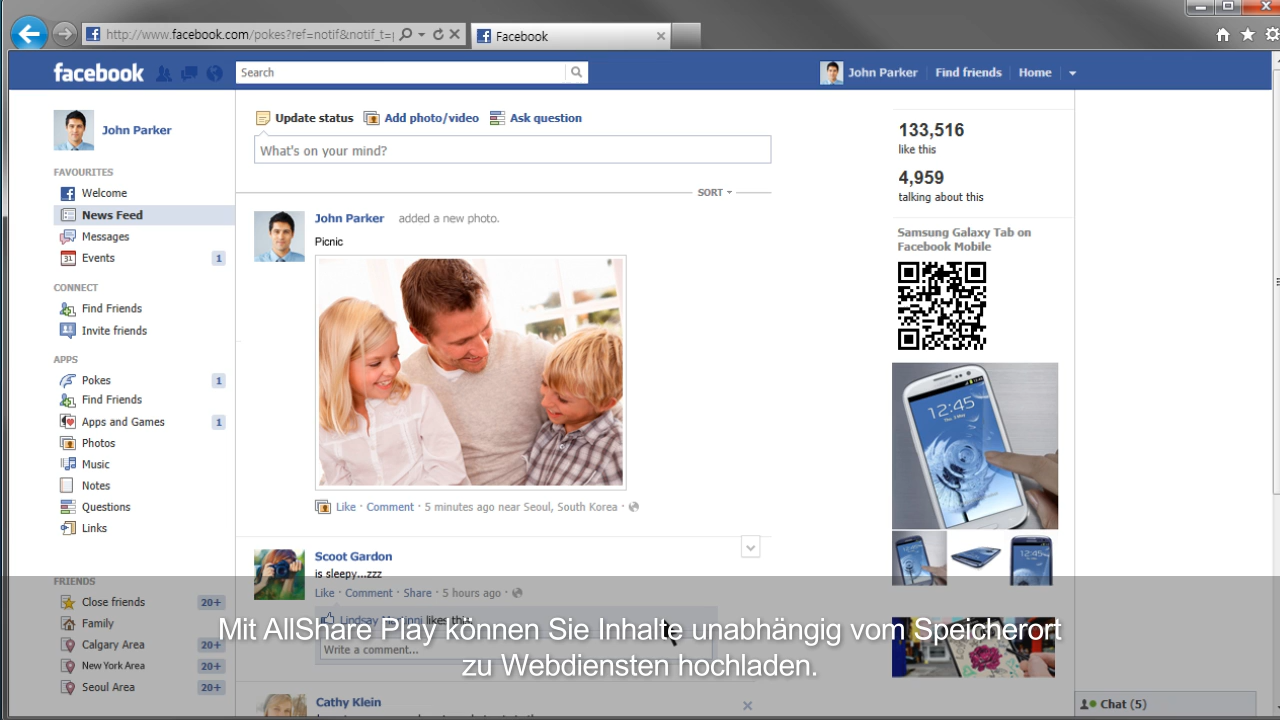 http://www.facebook.com/pokes?ref=notif&notif_t=
Facebook
facebook
Search
John Parker
Find friends
Home
John Parker
FAVOURITES
Welcome
News Feed
Messages
Events 1
CONNECT
Find Friends
Invite friends
APPS
Pokes 1
Find Friends
Apps and Games 1
Photos
Music
Notes
Questions
Links
FRIENDS
Close friends 20+
Family
Calgary Area 20+
New York Area 20+
Seoul Area 20+
Update status Add photo/video Ask question
What's on your mind?
SORT
John Parker added a new photo.
Picnic
Like · Comment · 5 minutes ago near Seoul, South Korea ·
Scoot Gardon
is sleepy...zzz
Like · Comment · Share · 5 hours ago ·
Lindsay likes this.
Write a comment...
Cathy Klein
133,516
like this
4,959
talking about this
Samsung Galaxy Tab on
Facebook Mobile
12:45
12:45
Chat (5)
Mit AllShare Play können Sie Inhalte unabhängig vom Speicherort
zu Webdiensten hochladen.